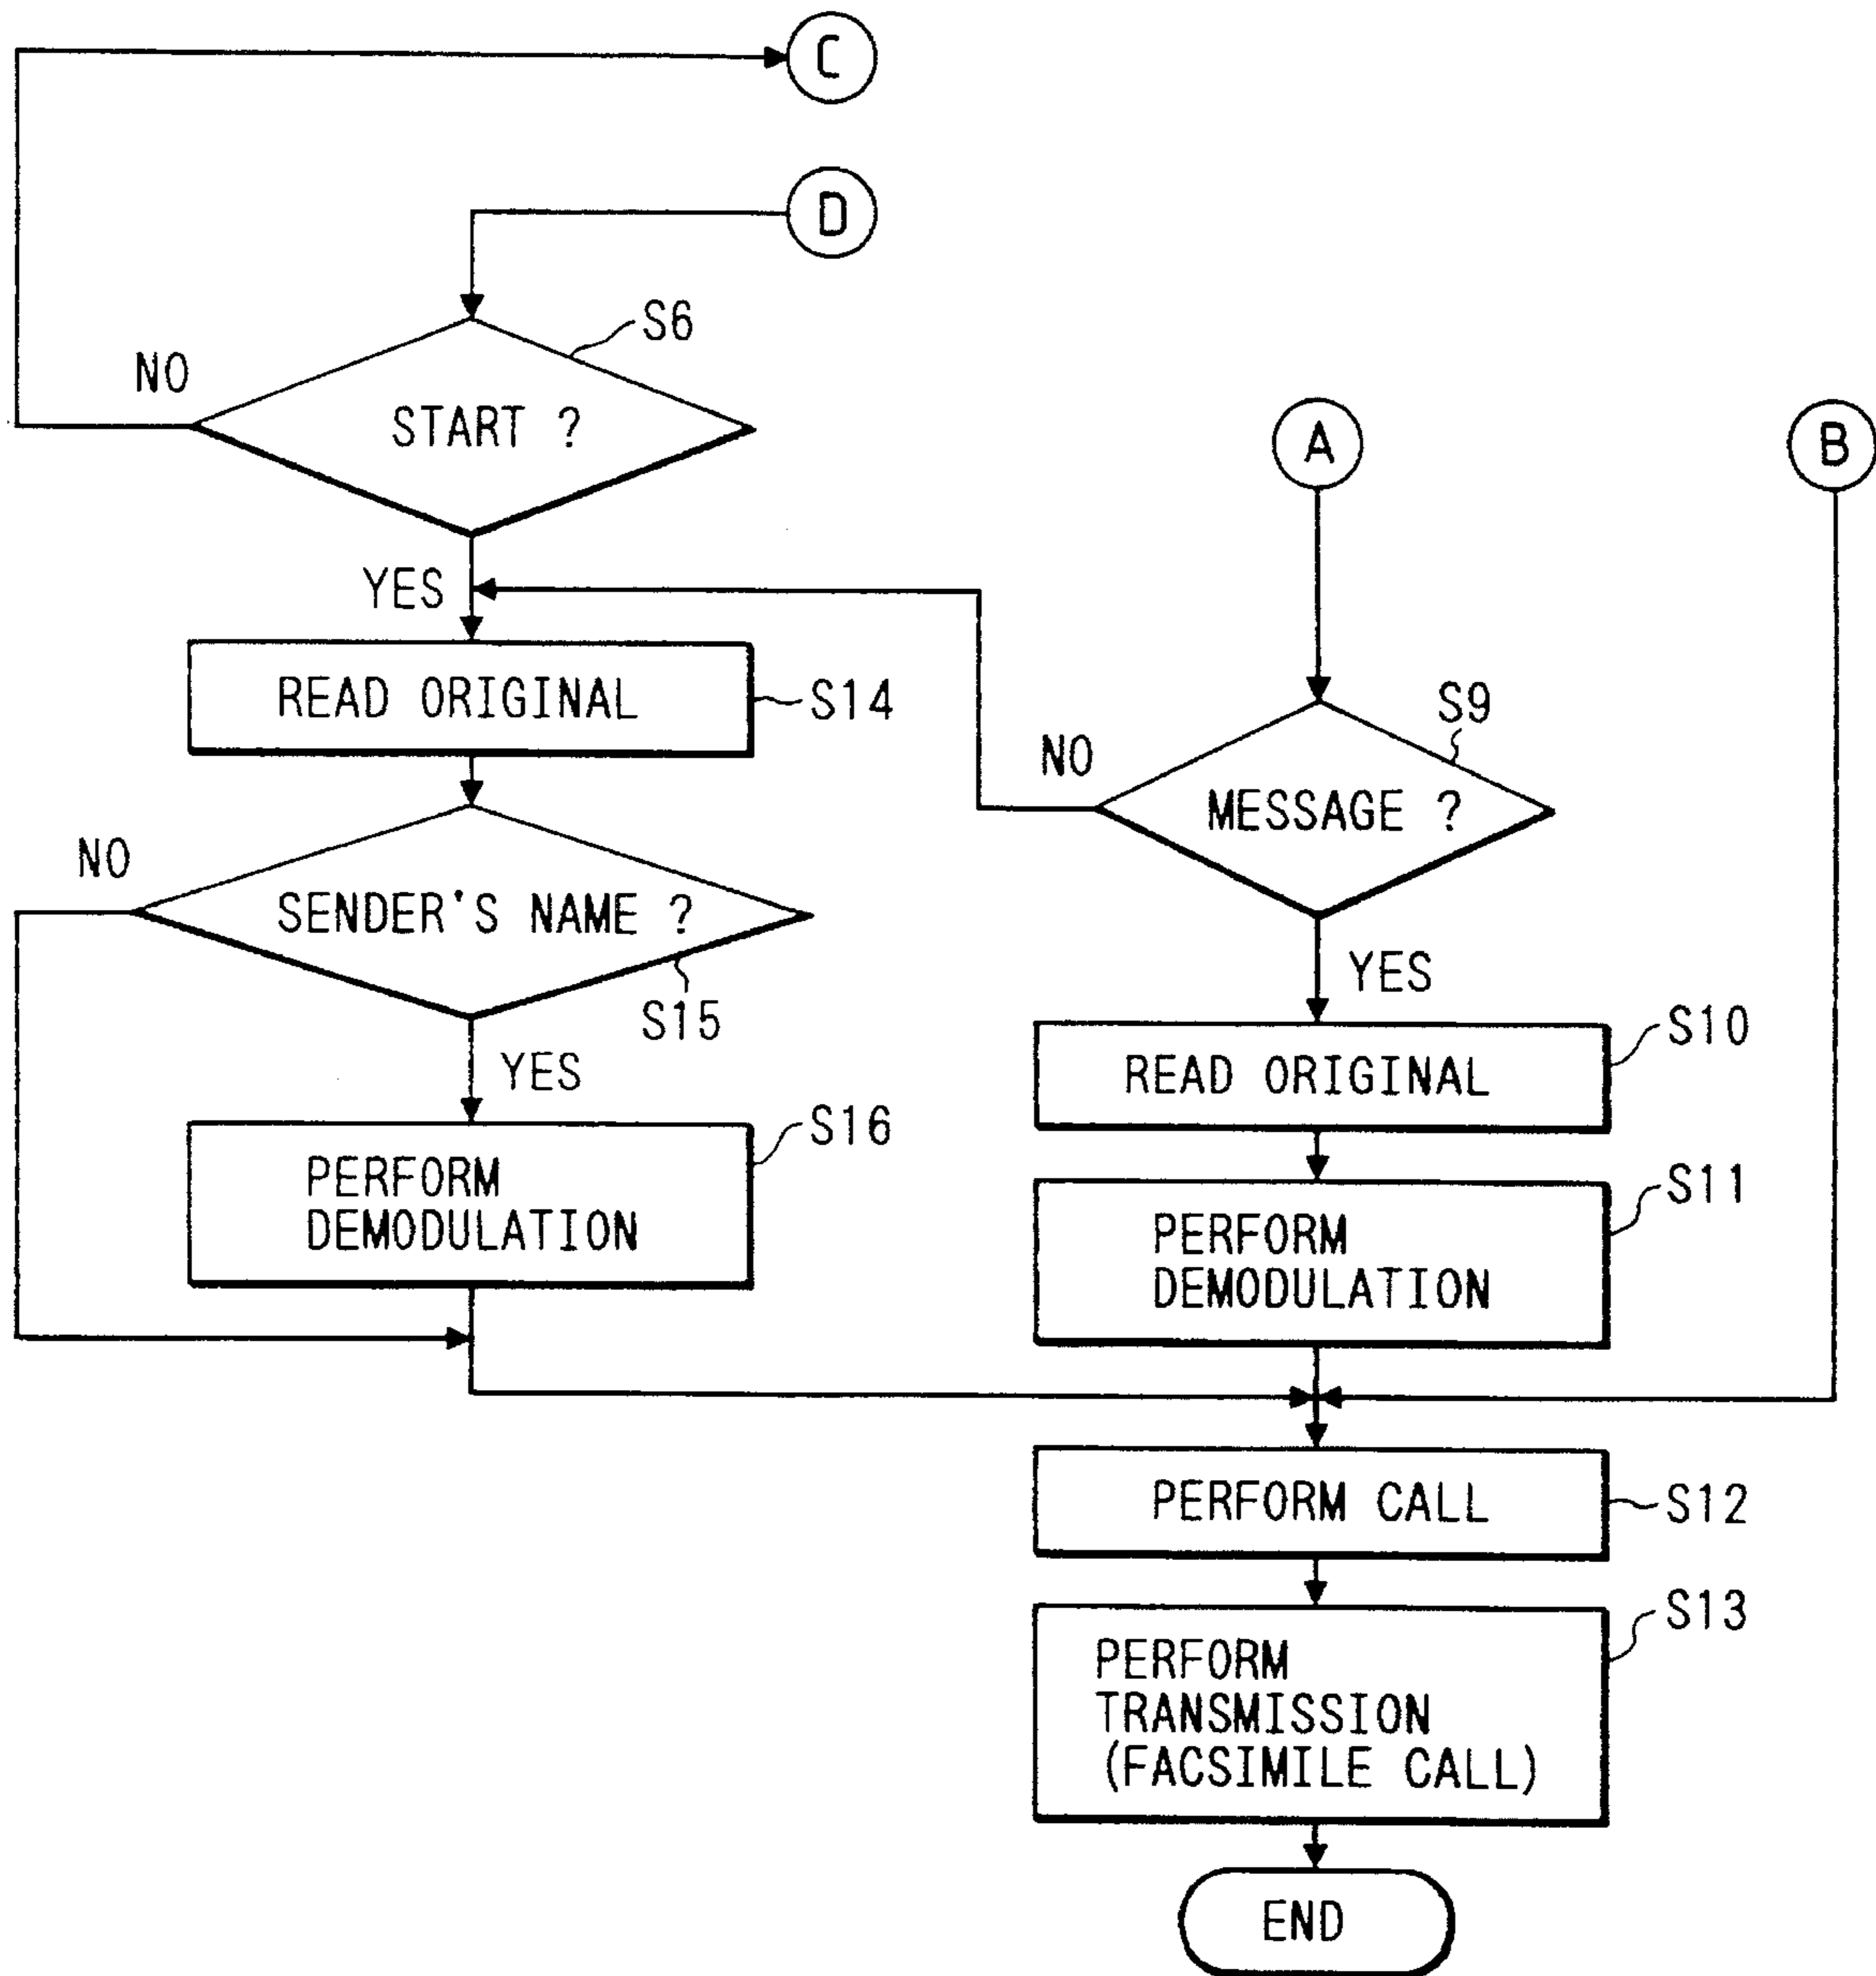 C
D
S6
NO
START ?
A
B
YES
READ ORIGINAL
S14
S9
NO
MESSAGE ?
NO
SENDER'S NAME ?
S15
YES
YES
S10
READ ORIGINAL
S16
PERFORM
DEMODULATION
S11
PERFORM
DEMODULATION
PERFORM CALL
S12
S13
PERFORM
TRANSMISSION
(FACSIMILE CALL)
END